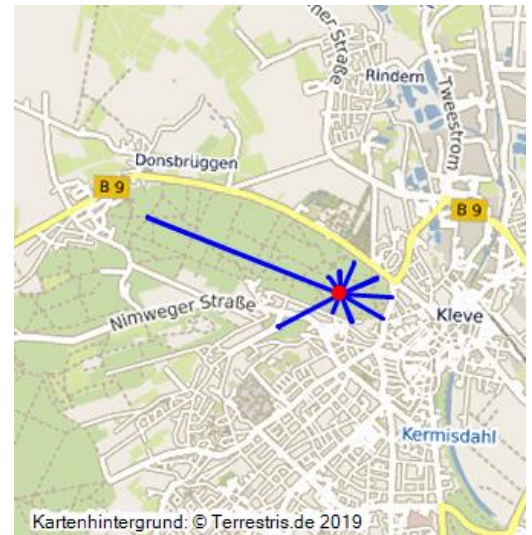 ner Straße
Rindern
Tweestrom
Donsbrüggen
B 9
B 9
Nimweger Straße
Kleve
Kermisdahl
Kartenhintergrund: © Terrestris.de 2019